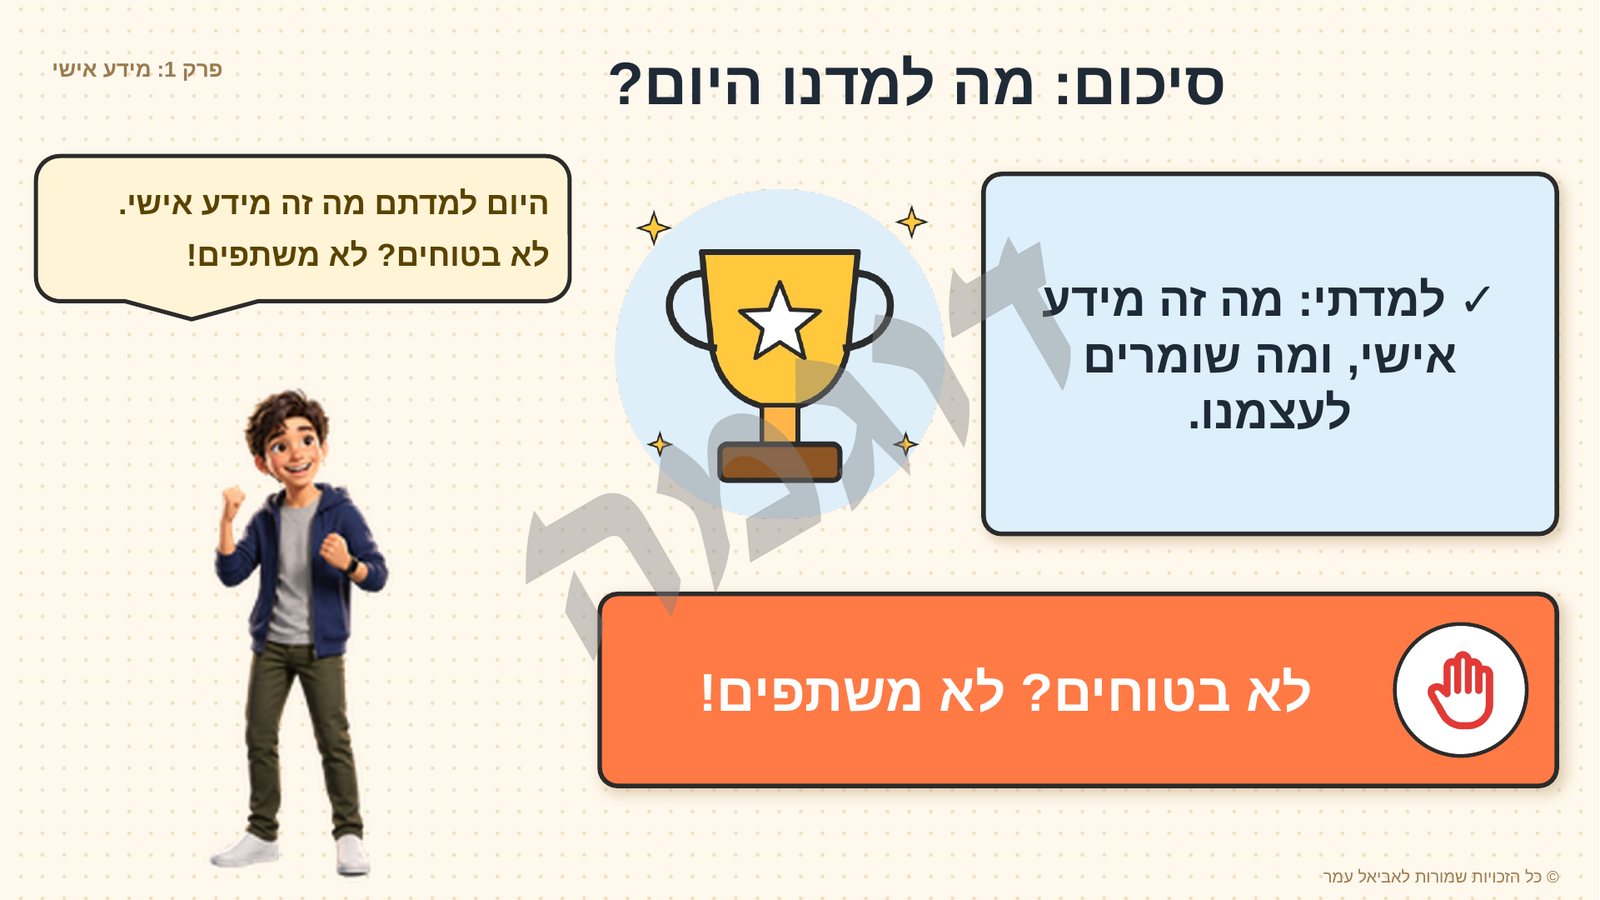 פרק 1: מידע אישי
סיכום: מה למדנו היום?
✓ למדתי: מה זה מידע
אישי, ומה שומרים
לעצמנו.
היום למדתם מה זה מידע אישי.
לא בטוחים? לא משתפים!
לא בטוחים? לא משתפים!
דוגמה
© כל הזכויות שמורות לאביאל עמר